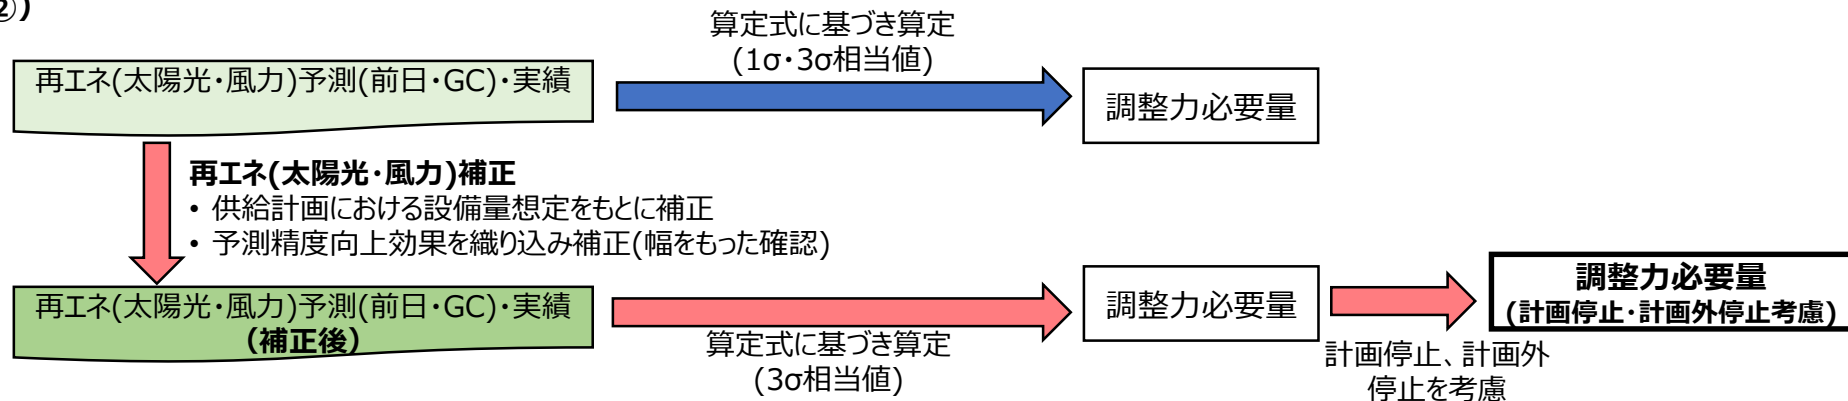 ②)
算定式に基づき算定
(1σ・3σ相当値)
再エネ(太陽光・風力)予測(前日・GC)・実績
調整力必要量
再エネ(太陽光・風力)補正
• 供給計画における設備量想定をもとに補正
• 予測精度向上効果を織り込み補正(幅をもった確認)
再エネ(太陽光・風力)予測(前日・GC)・実績
(補正後)
算定式に基づき算定
(3σ相当値)
調整力必要量
計画停止、計画外
停止を考慮
調整力必要量
(計画停止・計画外停止考慮)